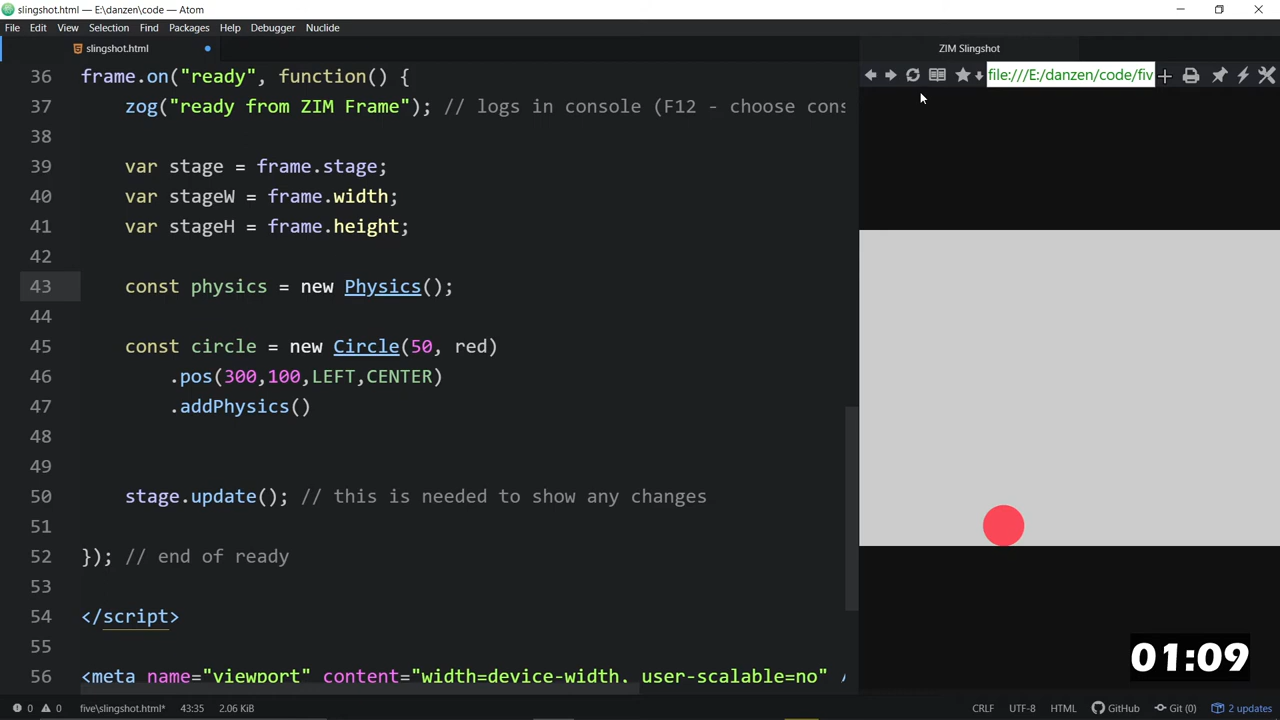 slingshot.html — E:\danzen\code — Atom
File Edit View Selection Find Packages Help Debugger Nuclide
slingshot.html
ZIM Slingshot
file:///E:/danzen/code/fiv
36 frame.on("ready", function() {
37 zog("ready from ZIM Frame"); // logs in console (F12 - choose cons
38
39 var stage = frame.stage;
40 var stageW = frame.width;
41 var stageH = frame.height;
42
43 const physics = new Physics();
44
45 const circle = new Circle(50, red)
46 .pos(300,100,LEFT,CENTER)
47 .addPhysics()
48
49
50 stage.update(); // this is needed to show any changes
51
52 }); // end of ready
53
54 </script>
55
56 <meta name="viewport" content="width=device-width, user-scalable=no" /
01:09
0 0 five\slingshot.html* 43:35 2.06 KiB CRLF UTF-8 HTML GitHub Git (0) 2 updates